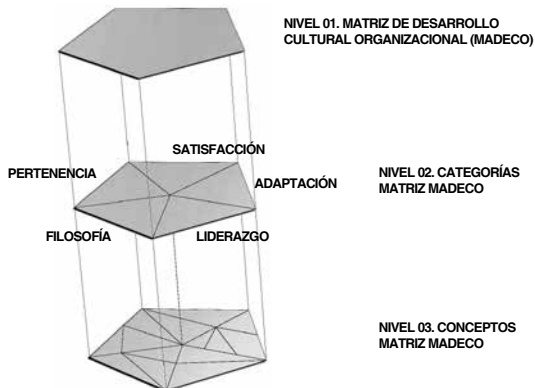 NIVEL 01. MATRIZ DE DESARROLLO
CULTURAL ORGANIZACIONAL (MADECO)
SATISFACCIÓN
PERTENENCIA
ADAPTACIÓN
NIVEL 02. CATEGORÍAS
MATRIZ MADECO
FILOSOFÍA
LIDERAZGO
NIVEL 03. CONCEPTOS
MATRIZ MADECO